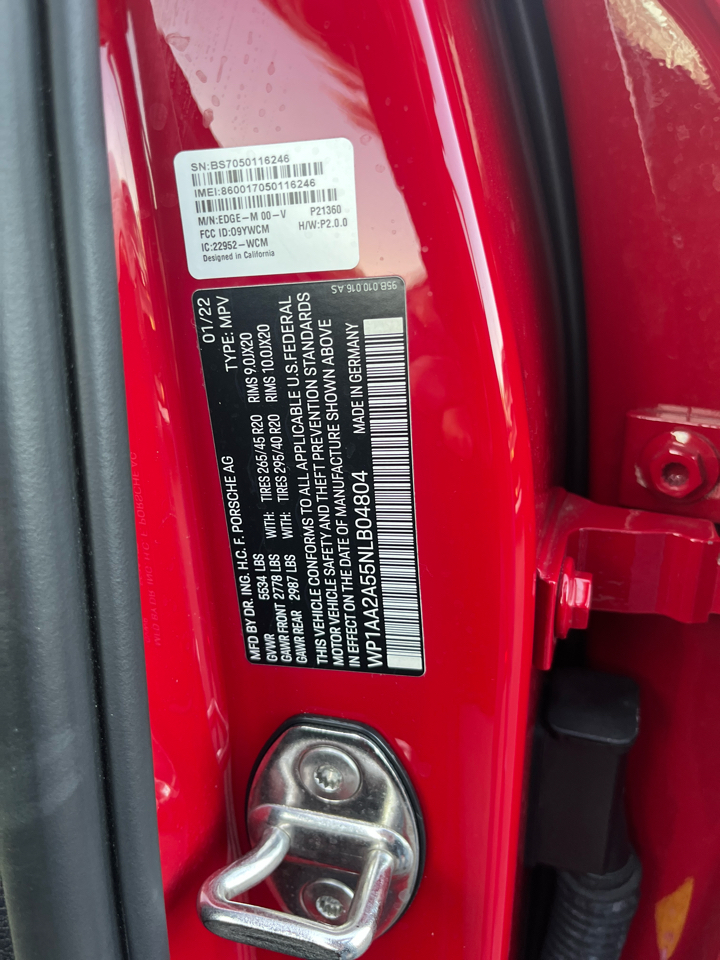 SN:BS7050116246
IMEI:860017050116246
M/N:EDGE-M 00-V P21360
FCC ID:O9YWCM H/W:P2.0.0
IC:22952-WCM
Designed in California
01/22
TYPE: MPV
95B 010 016 AS
MFD BY DR. ING. H.C. F. PORSCHE AG
GVWR 5634 LBS
GAWR FRONT 2778 LBS WITH: TIRES 265/45 R20 RIMS 9.0JX20
GAWR REAR 2987 LBS WITH: TIRES 295/40 R20 RIMS 10.0JX20
THIS VEHICLE CONFORMS TO ALL APPLICABLE U.S.FEDERAL
MOTOR VEHICLE SAFETY AND THEFT PREVENTION STANDARDS
IN EFFECT ON THE DATE OF MANUFACTURE SHOWN ABOVE
WP1AA2A55NLB04804 MADE IN GERMANY